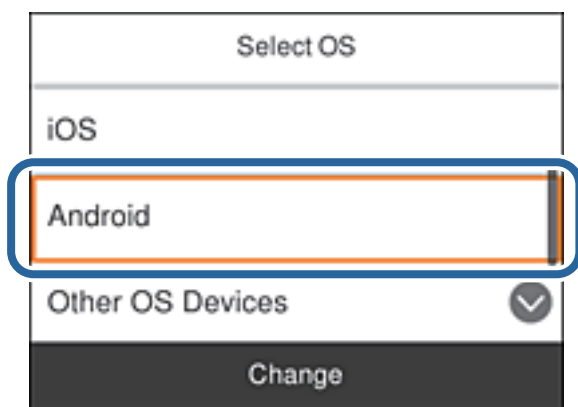 Select OS
iOS
Android
Other OS Devices
Change